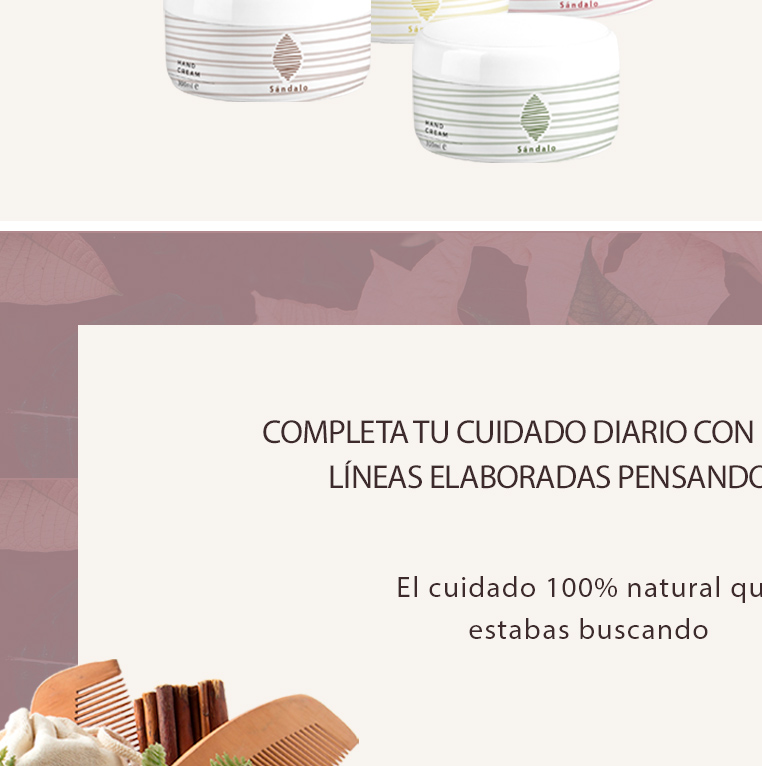 Sándalo
HAND
CREAM
Sándalo
HAND
CREAM
Sándalo
COMPLETA TU CUIDADO DIARIO CON
LÍNEAS ELABORADAS PENSANDO
El cuidado 100% natural qu
estabas buscando